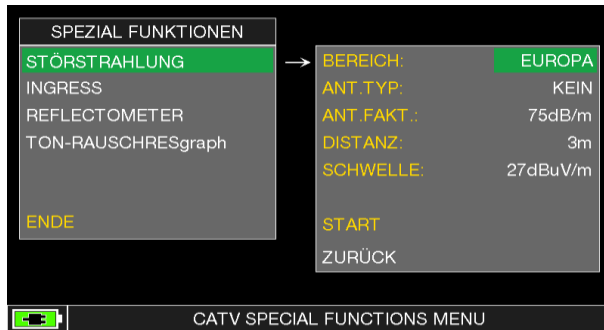 SPEZIAL FUNKTIONEN
STÖRSTRAHLUNG
INGRESS
REFLECTOMETER
TON-RAUSCHRESgraph
ENDE
→
BEREICH: EUROPA
ANT.TYP: KEIN
ANT.FAKT.: 75dB/m
DISTANZ: 3m
SCHWELLE: 27dBuV/m
START
ZURÜCK
CATV SPECIAL FUNCTIONS MENU